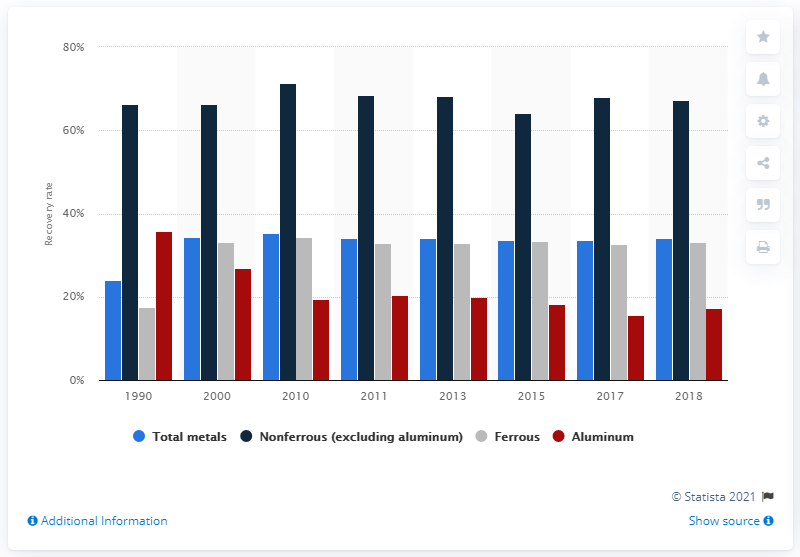 80%
60%
40%
20%
0%
Recovery rate
1990 2000 2010 2011 2013 2015 2017 2018
Total metals Nonferrous (excluding aluminum) Ferrous Aluminum
© Statista 2021
Additional Information Show source